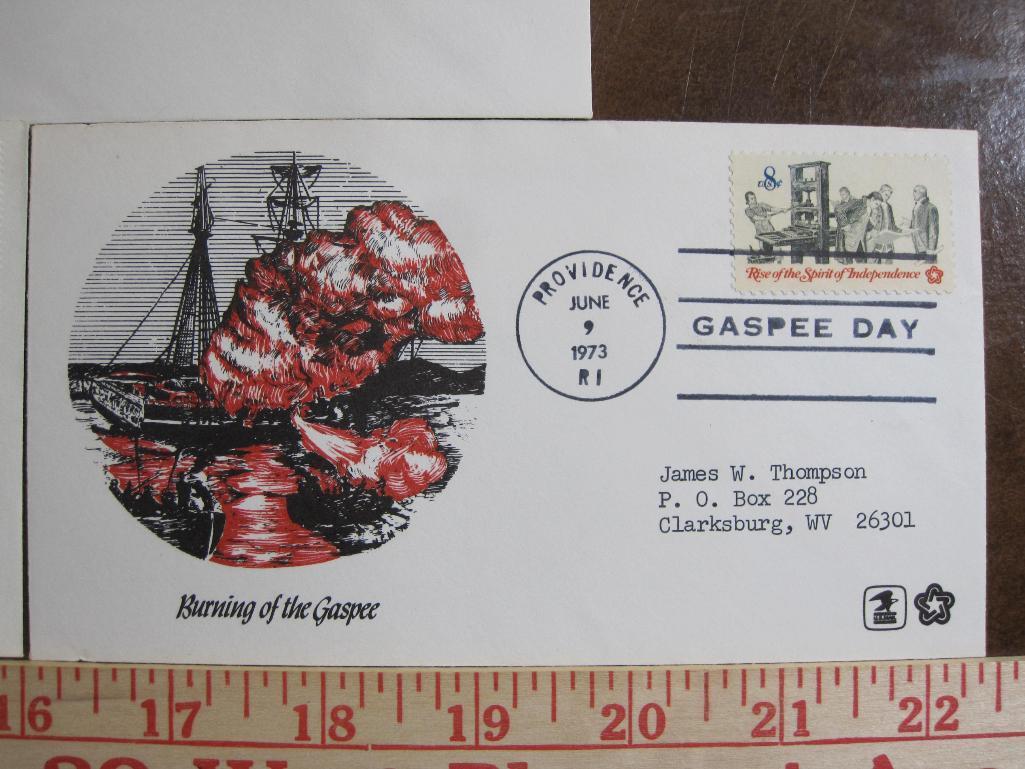 8¢
Rise of the Spirit of Independence
PROVIDENCE
JUNE
9
1973
RI
GASPEE DAY
James W. Thompson
P. O. Box 228
Clarksburg, WV 26301
Burning of the Gaspee
16 17 18 19 20 21 22